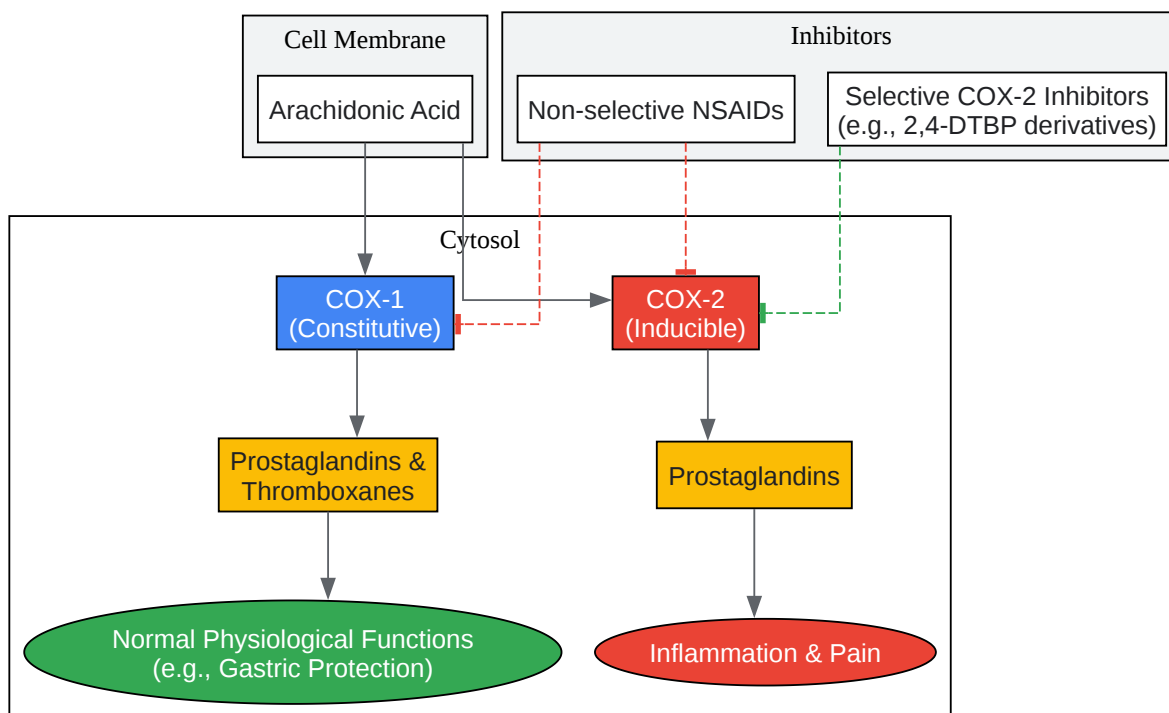 Cell Membrane
Inhibitors
Arachidonic Acid
Non-selective NSAIDs
Selective COX-2 Inhibitors
(e.g., 2,4-DTBP derivatives)
Cytosol
COX-1
(Constitutive)
COX-2
(Inducible)
Prostaglandins &
Thromboxanes
Prostaglandins
Normal Physiological Functions
(e.g., Gastric Protection)
Inflammation & Pain